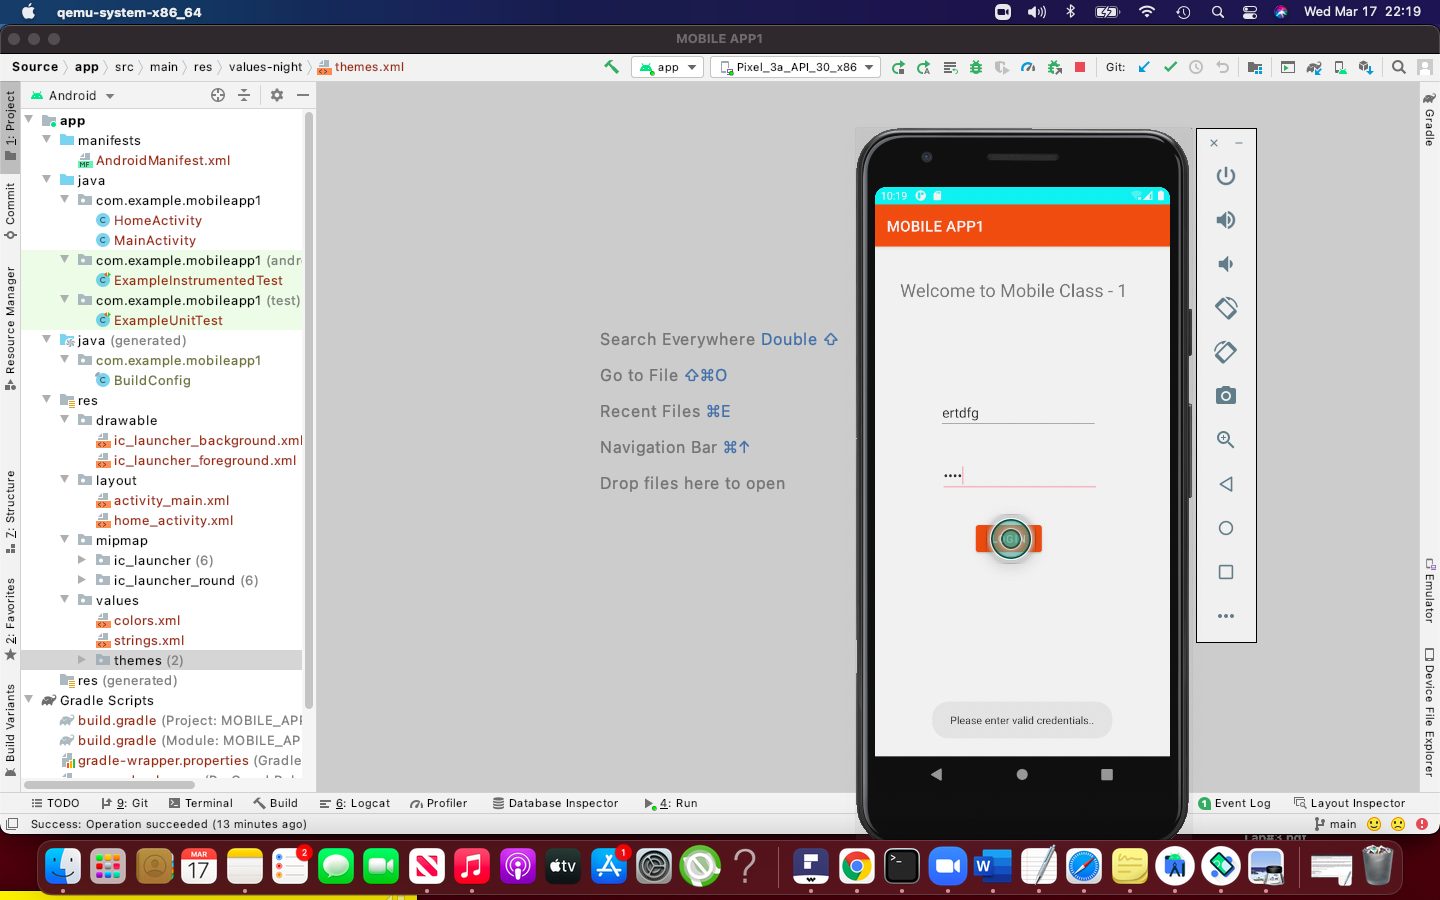 qemu-system-x86_64
Wed Mar 17 22:19
MOBILE APP1
Source
app
src
main
res
values-night
themes.xml
app
Pixel_3a_API_30_x86
Git:
Android
1: Project
Commit
Resource Manager
Z: Structure
2: Favorites
Build Variants
app
manifests
AndroidManifest.xml
java
com.example.mobileapp1
HomeActivity
MainActivity
com.example.mobileapp1 (andr
ExampleInstrumentedTest
com.example.mobileapp1 (test)
ExampleUnitTest
java (generated)
com.example.mobileapp1
BuildConfig
res
drawable
ic_launcher_background.xml
ic_launcher_foreground.xml
layout
activity_main.xml
home_activity.xml
mipmap
ic_launcher (6)
ic_launcher_round (6)
values
colors.xml
strings.xml
themes (2)
res (generated)
Gradle Scripts
build.gradle (Project: MOBILE_APP
build.gradle (Module: MOBILE_AP
gradle-wrapper.properties (Gradle
Search Everywhere Double ⇧
Go to File ⇧⌘O
Recent Files ⌘E
Navigation Bar ⌘↑
Drop files here to open
10:19
MOBILE APP1
Welcome to Mobile Class - 1
ertdfg
••••
LOGIN
Please enter valid credentials..
Gradle
Emulator
Device File Explorer
TODO
9: Git
Terminal
Build
6: Logcat
Profiler
Database Inspector
4: Run
1 Event Log
Layout Inspector
Success: Operation succeeded (13 minutes ago)
main
MAR
17
2
tv
1